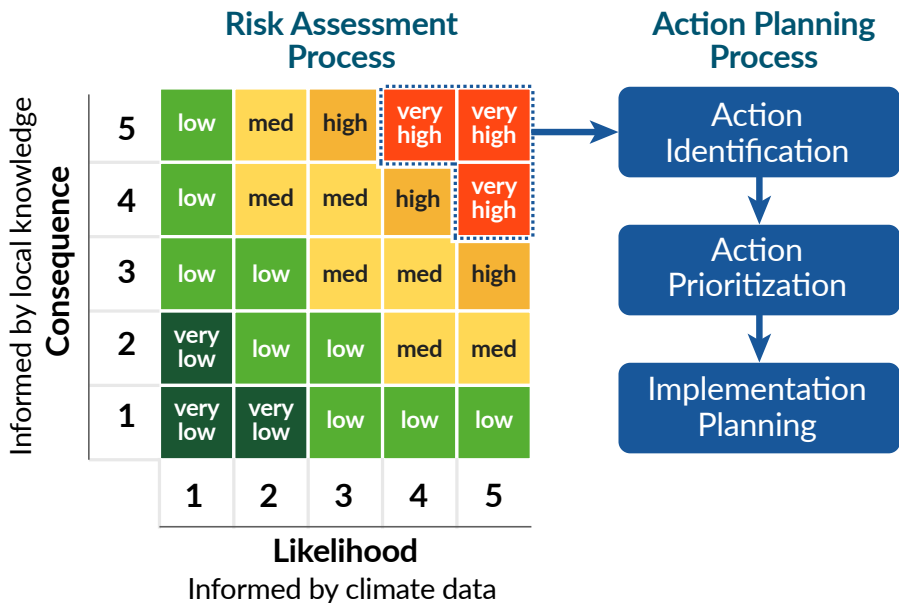 Risk Assessment
Process
Action Planning
Process
Informed by local knowledge
Consequence
5
low
med
high
very
high
very
high
4
low
med
med
high
very
high
3
low
low
med
med
high
2
very
low
low
low
med
med
1
very
low
very
low
low
low
low
1
2
3
4
5
Likelihood
Informed by climate data
Action
Identification
Action
Prioritization
Implementation
Planning